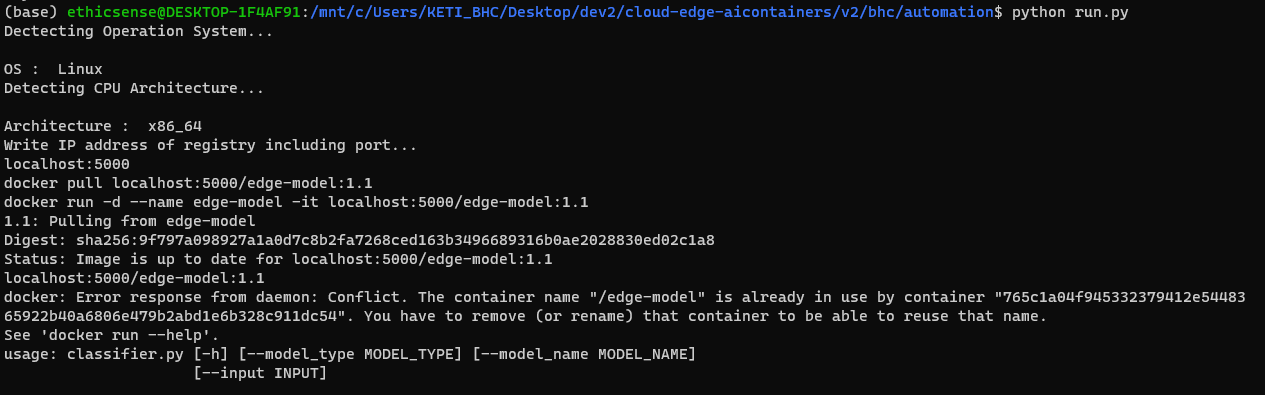 (base) ethicsense@DESKTOP-1F4AF91:/mnt/c/Users/KETI_BHC/Desktop/dev2/cloud-edge-aicontainers/v2/bhc/automation$ python run.py
Dectecting Operation System...
OS :  Linux
Detecting CPU Architecture...
Architecture :  x86_64
Write IP address of registry including port...
localhost:5000
docker pull localhost:5000/edge-model:1.1
docker run -d --name edge-model -it localhost:5000/edge-model:1.1
1.1: Pulling from edge-model
Digest: sha256:9f797a098927a1a0d7c8b2fa7268ced163b3496689316b0ae2028830ed02c1a8
Status: Image is up to date for localhost:5000/edge-model:1.1
localhost:5000/edge-model:1.1
docker: Error response from daemon: Conflict. The container name "/edge-model" is already in use by container "765c1a04f945332379412e54483
65922b40a6806e479b2abd1e6b328c911dc54". You have to remove (or rename) that container to be able to reuse that name.
See 'docker run --help'.
usage: classifier.py [-h] [--model_type MODEL_TYPE] [--model_name MODEL_NAME]
                     [--input INPUT]